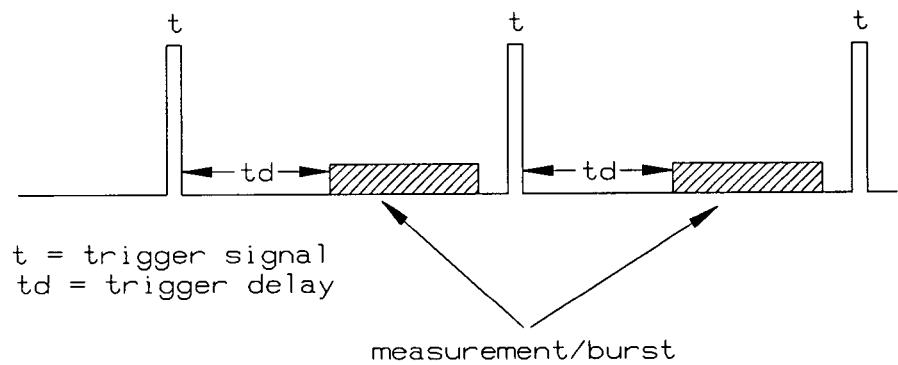 t t t
td td
t = trigger signal
td = trigger delay
measurement/burst